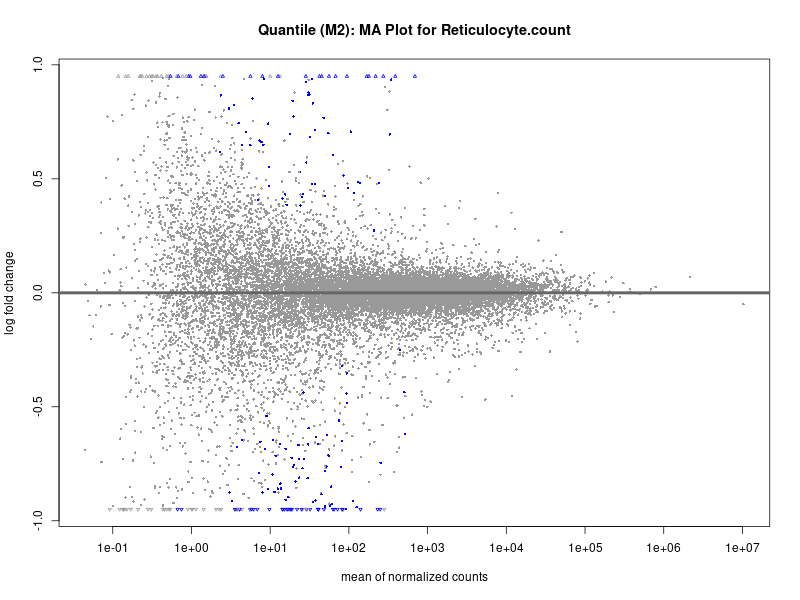 Quantile (M2): MA Plot for Reticulocyte.count
1.0
0.5
0.0
-0.5
-1.0
log fold change
1e-01 1e+00 1e+01 1e+02 1e+03 1e+04 1e+05 1e+06 1e+07
mean of normalized counts